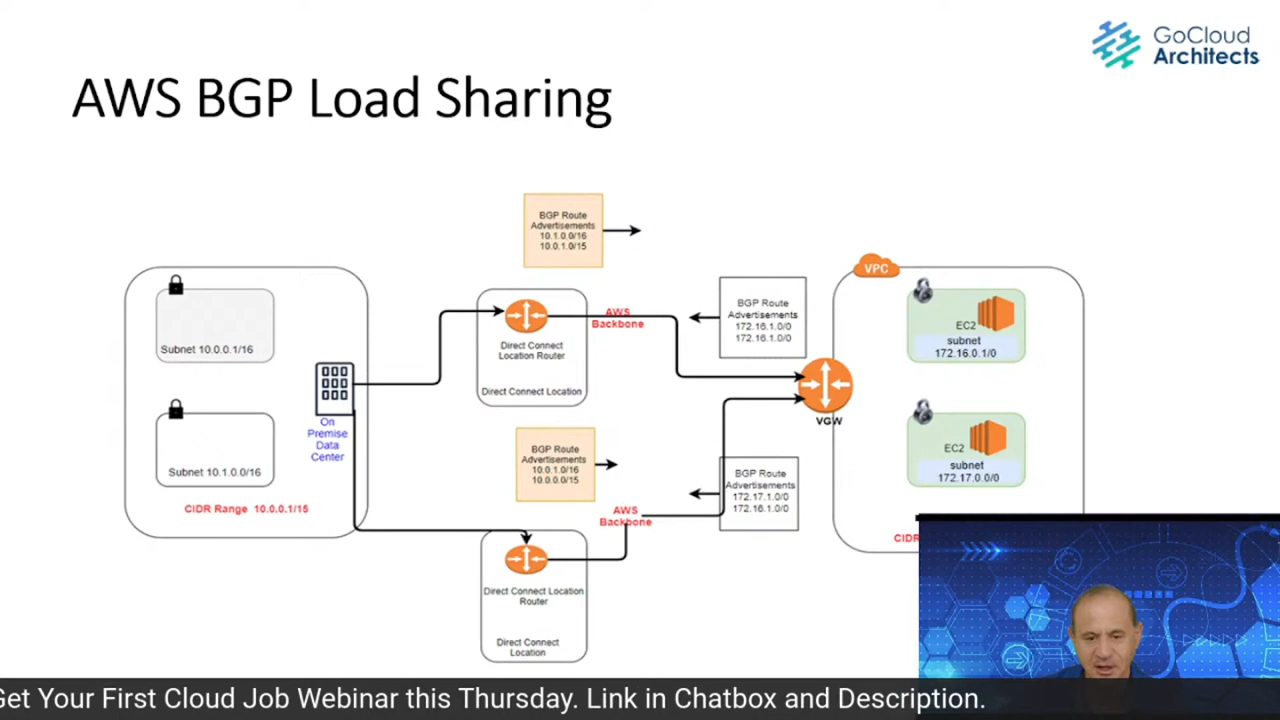 GoCloud
Architects
AWS BGP Load Sharing
BGP Route
Advertisements
10.1.0.0/16
10.0.1.0/15
VPC
Subnet 10.0.0.1/16
Subnet 10.1.0.0/16
CIDR Range 10.0.0.1/15
On
Premise
Data
Center
Direct Connect
Location Router
Direct Connect Location
AWS
Backbone
BGP Route
Advertisements
172.16.1.0/0
172.16.1.0/0
VGW
EC2
subnet
172.16.0.1/0
EC2
subnet
172.17.0.0/0
BGP Route
Advertisements
10.0.1.0/16
10.0.0.0/15
AWS
Backbone
BGP Route
Advertisements
172.17.1.0/0
172.16.1.0/0
Direct Connect Location
Router
Direct Connect
Location
CIDR
Get Your First Cloud Job Webinar this Thursday. Link in Chatbox and Description.